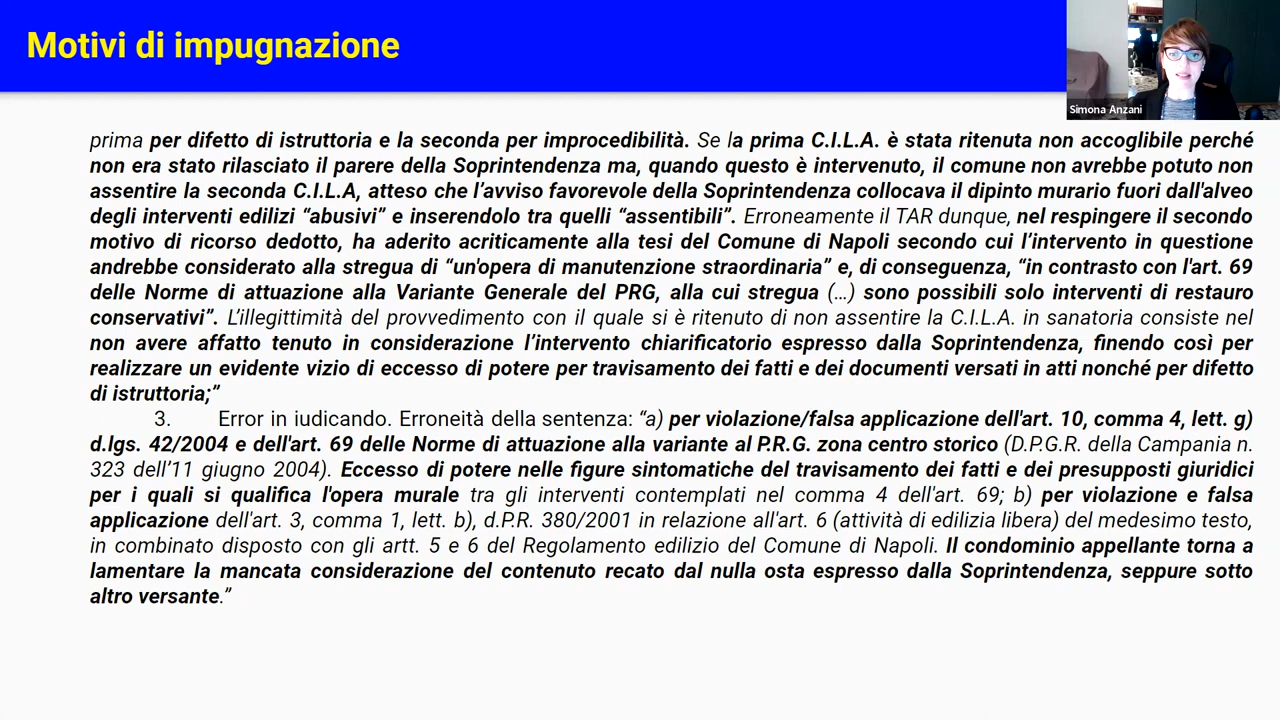 Motivi di impugnazione
Simona Anzani
prima per difetto di istruttoria e la seconda per improcedibilità. Se la prima C.I.L.A. è stata ritenuta non accoglibile perché
non era stato rilasciato il parere della Soprintendenza ma, quando questo è intervenuto, il comune non avrebbe potuto non
assentire la seconda C.I.L.A, atteso che l'avviso favorevole della Soprintendenza collocava il dipinto murario fuori dall'alveo
degli interventi edilizi “abusivi” e inserendolo tra quelli “assentibili”. Erroneamente il TAR dunque, nel respingere il secondo
motivo di ricorso dedotto, ha aderito acriticamente alla tesi del Comune di Napoli secondo cui l'intervento in questione
andrebbe considerato alla stregua di “un'opera di manutenzione straordinaria” e, di conseguenza, “in contrasto con l'art. 69
delle Norme di attuazione alla Variante Generale del PRG, alla cui stregua (…) sono possibili solo interventi di restauro
conservativi”. L'illegittimità del provvedimento con il quale si è ritenuto di non assentire la C.I.L.A. in sanatoria consiste nel
non avere affatto tenuto in considerazione l'intervento chiarificatorio espresso dalla Soprintendenza, finendo così per
realizzare un evidente vizio di eccesso di potere per travisamento dei fatti e dei documenti versati in atti nonché per difetto
di istruttoria;”
3. Error in iudicando. Erroneità della sentenza: “a) per violazione/falsa applicazione dell'art. 10, comma 4, lett. g)
d.lgs. 42/2004 e dell'art. 69 delle Norme di attuazione alla variante al P.R.G. zona centro storico (D.P.G.R. della Campania n.
323 dell'11 giugno 2004). Eccesso di potere nelle figure sintomatiche del travisamento dei fatti e dei presupposti giuridici
per i quali si qualifica l'opera murale tra gli interventi contemplati nel comma 4 dell'art. 69; b) per violazione e falsa
applicazione dell'art. 3, comma 1, lett. b), d.P.R. 380/2001 in relazione all'art. 6 (attività di edilizia libera) del medesimo testo,
in combinato disposto con gli artt. 5 e 6 del Regolamento edilizio del Comune di Napoli. Il condominio appellante torna a
lamentare la mancata considerazione del contenuto recato dal nulla osta espresso dalla Soprintendenza, seppure sotto
altro versante.”